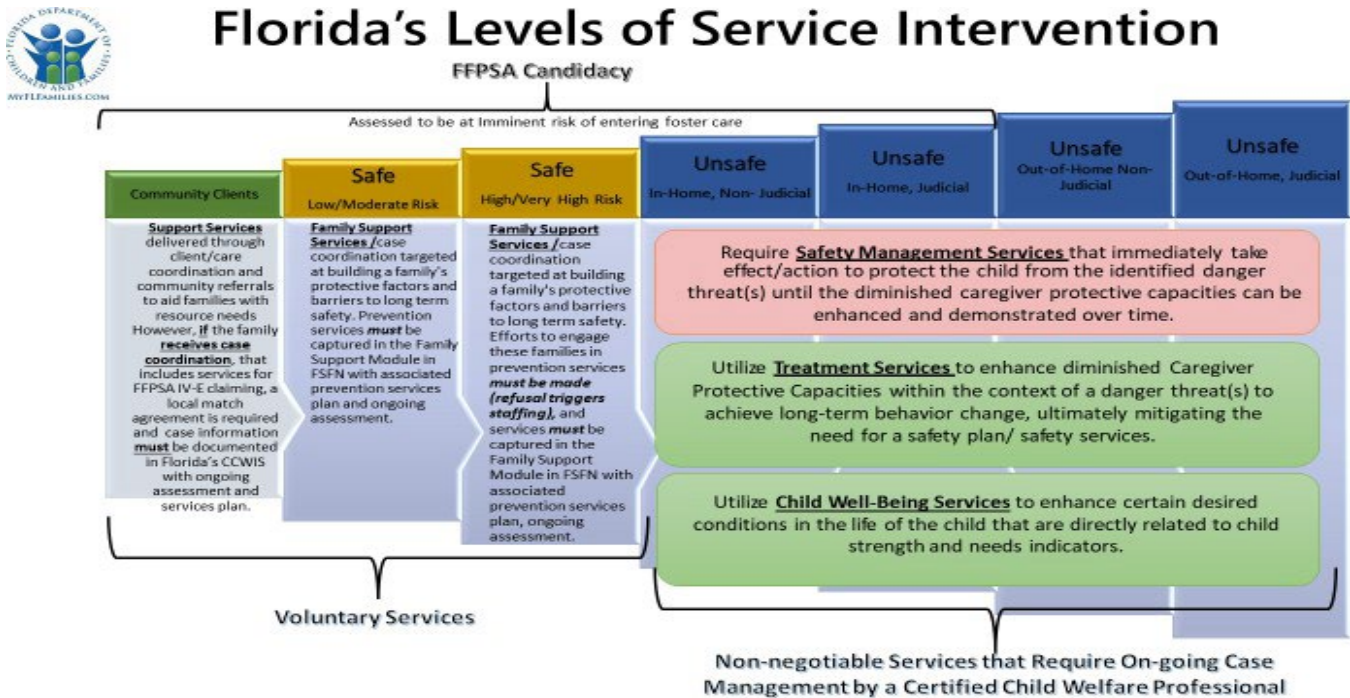 FLORIDA DEPARTMENT OF CHILDREN AND FAMILIES
MYFLFAMILIES.COM
Florida's Levels of Service Intervention
FFPSA Candidacy
Assessed to be at Imminent risk of entering foster care
Community Clients
Support Services
delivered through
client/care
coordination and
community referrals
to aid families with
resource needs
However, if the family
receives case
coordination, that
includes services for
FFPSA IV-E claiming, a
local match
agreement is required
and case information
must be documented
in Florida's CCWIS
with ongoing
assessment and
services plan.
Safe
Low/Moderate Risk
Family Support
Services /case
coordination targeted
at building a family's
protective factors and
barriers to long term
safety. Prevention
services must be
captured in the Family
Support Module in
FSFN with associated
prevention services
plan and ongoing
assessment.
Safe
High/Very High Risk
Family Support
Services /case
coordination
targeted at building
a family's protective
factors and barriers
to long term safety.
Efforts to engage
these families in
prevention services
must be made
(refusal triggers
staffing), and
services must be
captured in the
Family Support
Module in FSFN with
associated
prevention services
plan, ongoing
assessment.
Unsafe
In-Home, Non- Judicial
Unsafe
In-Home, Judicial
Unsafe
Out-of-Home Non-
Judicial
Unsafe
Out-of-Home, Judicial
Require Safety Management Services that immediately take
effect/action to protect the child from the identified danger
threat(s) until the diminished caregiver protective capacities can be
enhanced and demonstrated over time.
Utilize Treatment Services to enhance diminished Caregiver
Protective Capacities within the context of a danger threat(s) to
achieve long-term behavior change, ultimately mitigating the
need for a safety plan/ safety services.
Utilize Child Well-Being Services to enhance certain desired
conditions in the life of the child that are directly related to child
strength and needs indicators.
Voluntary Services
Non-negotiable Services that Require On-going Case
Management by a Certified Child Welfare Professional